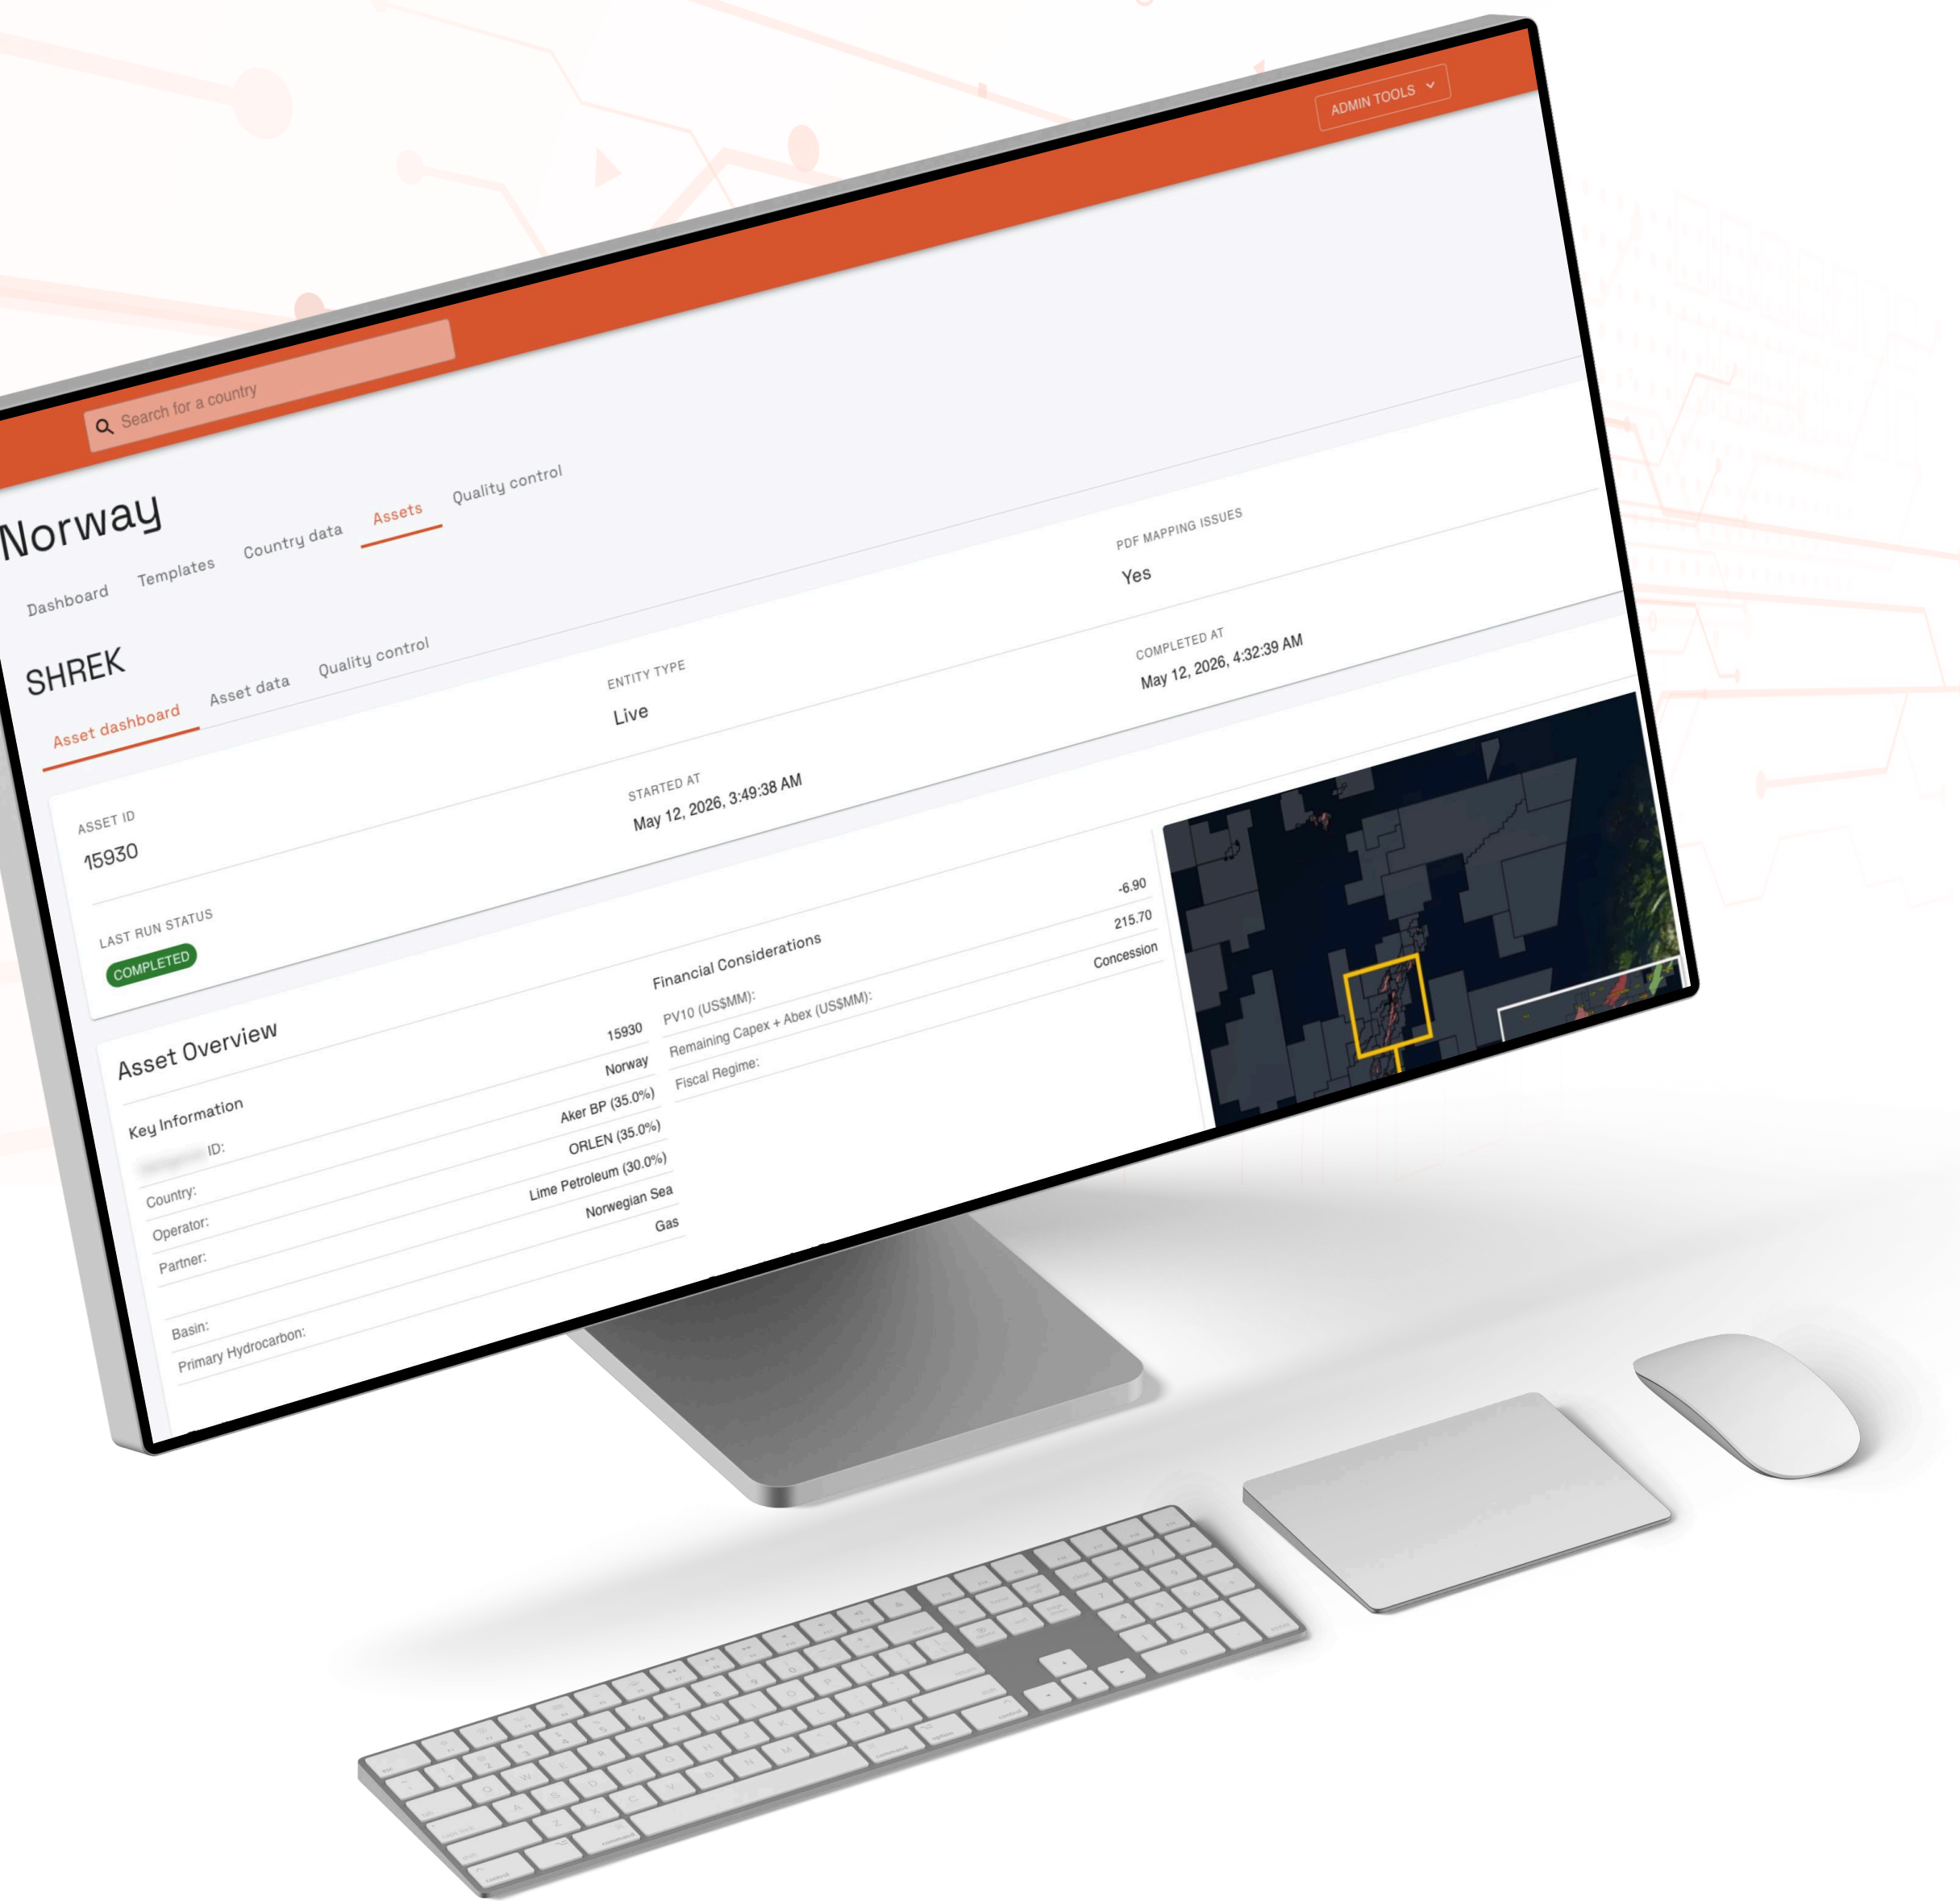 ADMIN TOOLS
Search for a country
Norway
Dashboard Templates Country data Assets Quality control
SHREK
Asset dashboard Asset data Quality control
ASSET ID
15930
ENTITY TYPE
Live
PDF MAPPING ISSUES
Yes
LAST RUN STATUS
COMPLETED
STARTED AT
May 12, 2026, 3:49:38 AM
COMPLETED AT
May 12, 2026, 4:32:39 AM
Asset Overview
Key Information
ID: 15930
Country: Norway
Operator: Aker BP (35.0%)
Partner: ORLEN (35.0%)
Lime Petroleum (30.0%)
Basin: Norwegian Sea
Primary Hydrocarbon: Gas
Financial Considerations
PV10 (US$MM): -6.90
Remaining Capex + Abex (US$MM): 215.70
Fiscal Regime: Concession